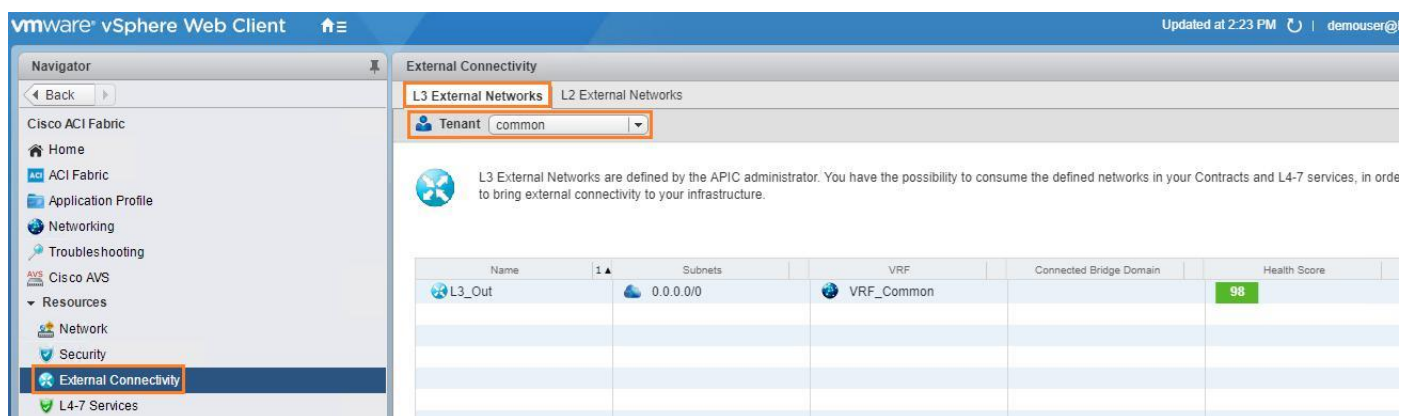 vmware® vSphere Web Client
Updated at 2:23 PM | demouser@
Navigator
Back
Cisco ACI Fabric
Home
ACI ACI Fabric
Application Profile
Networking
Troubleshooting
AVS Cisco AVS
Resources
Network
Security
External Connectivity
L4-7 Services
External Connectivity
L3 External Networks L2 External Networks
Tenant common
L3 External Networks are defined by the APIC administrator. You have the possibility to consume the defined networks in your Contracts and L4-7 services, in orde
to bring external connectivity to your infrastructure.
Name 1▲ Subnets VRF Connected Bridge Domain Health Score
L3_Out 0.0.0.0/0 VRF_Common 98